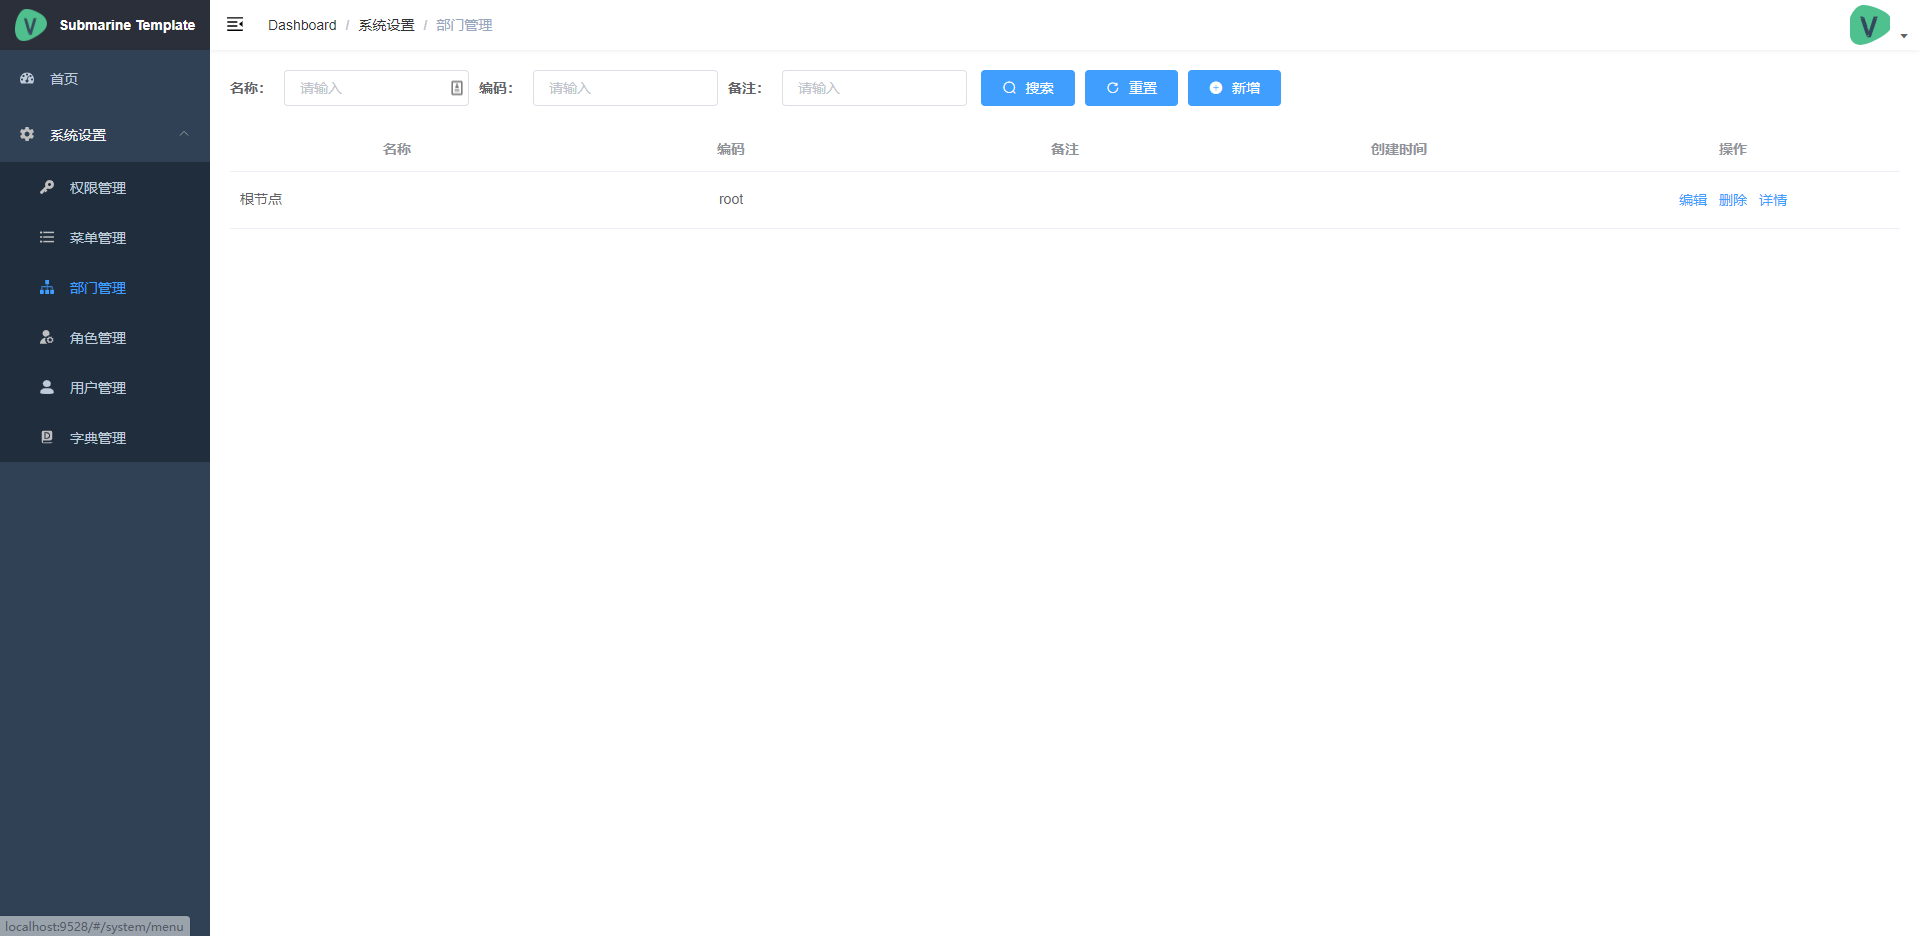 Submarine Template
Dashboard / 系统设置 / 部门管理
首页
系统设置
权限管理
菜单管理
部门管理
角色管理
用户管理
字典管理
名称： 请输入 编码： 请输入 备注： 请输入 搜索 重置 新增
名称 编码 备注 创建时间 操作
根节点 root 编辑 删除 详情
localhost:9528/#/system/menu